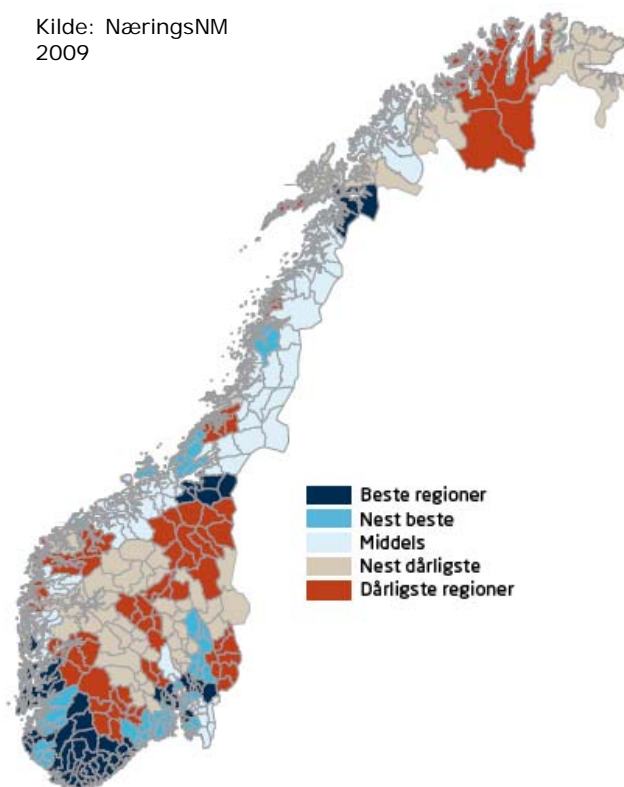 Kilde: NæringsNM
2009
Beste regioner
Nest beste
Middels
Nest dårligste
Dårligste regioner